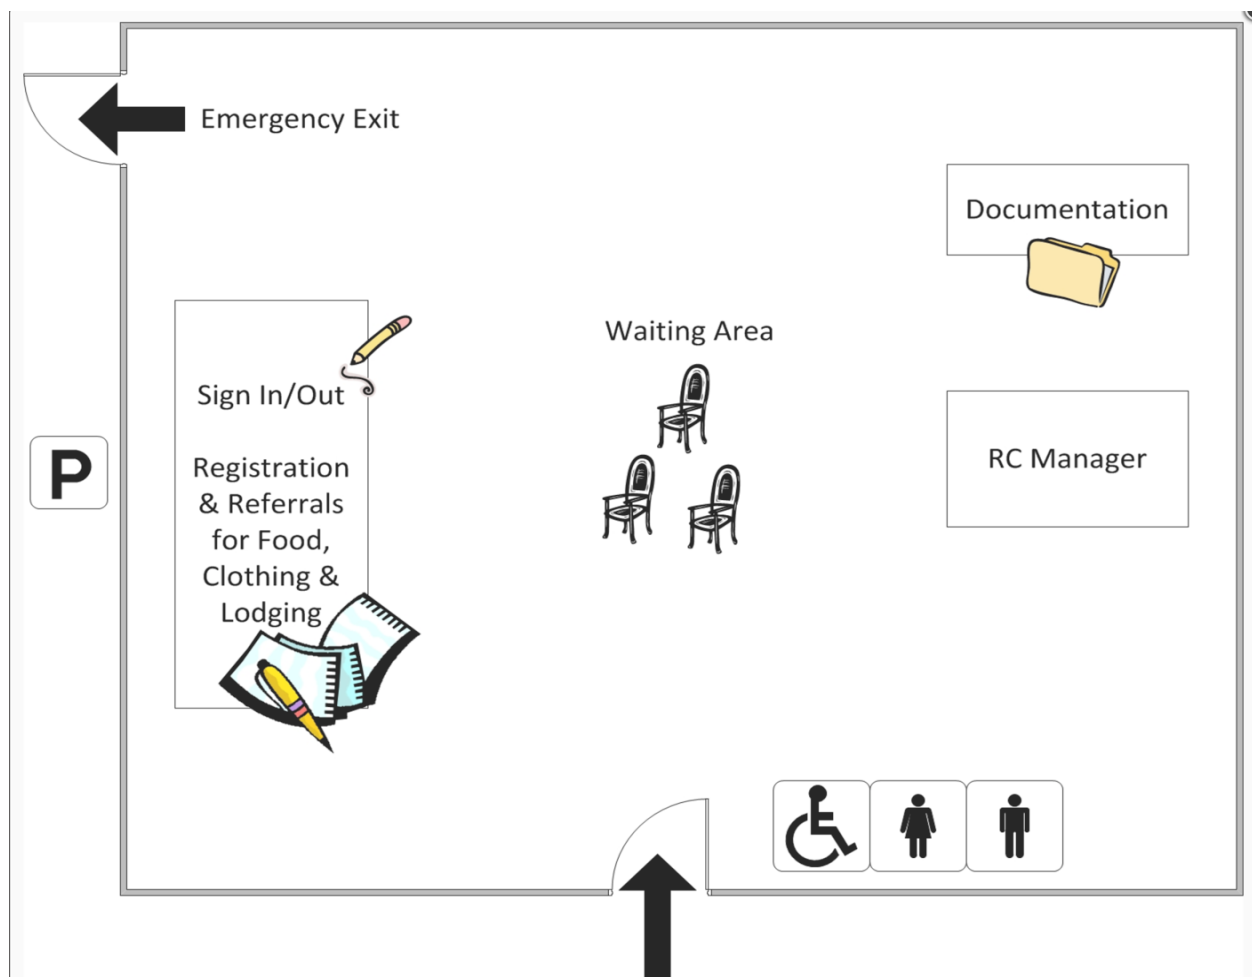 Emergency Exit
Documentation
Waiting Area
Sign In/Out
RC Manager
Registration
& Referrals
for Food,
Clothing &
Lodging
P